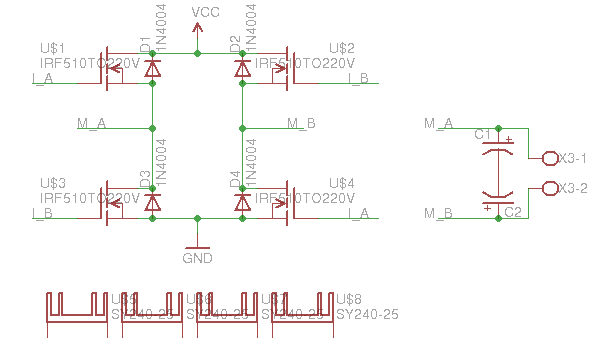 VCC
D1
1N4004
D2
1N4004
U$1
IRF510TO220V
U$2
IRF510TO220V
I_A
I_B
M_A
M_B
M_A
C1
+
X3-1
D3
1N4004
D4
1N4004
U$3
IRF510TO220V
U$4
IRF510TO220V
X3-2
I_B
I_A
M_B
+
C2
GND
U$5
SY240-25
U$6
SY240-25
U$7
SY240-25
U$8
SY240-25